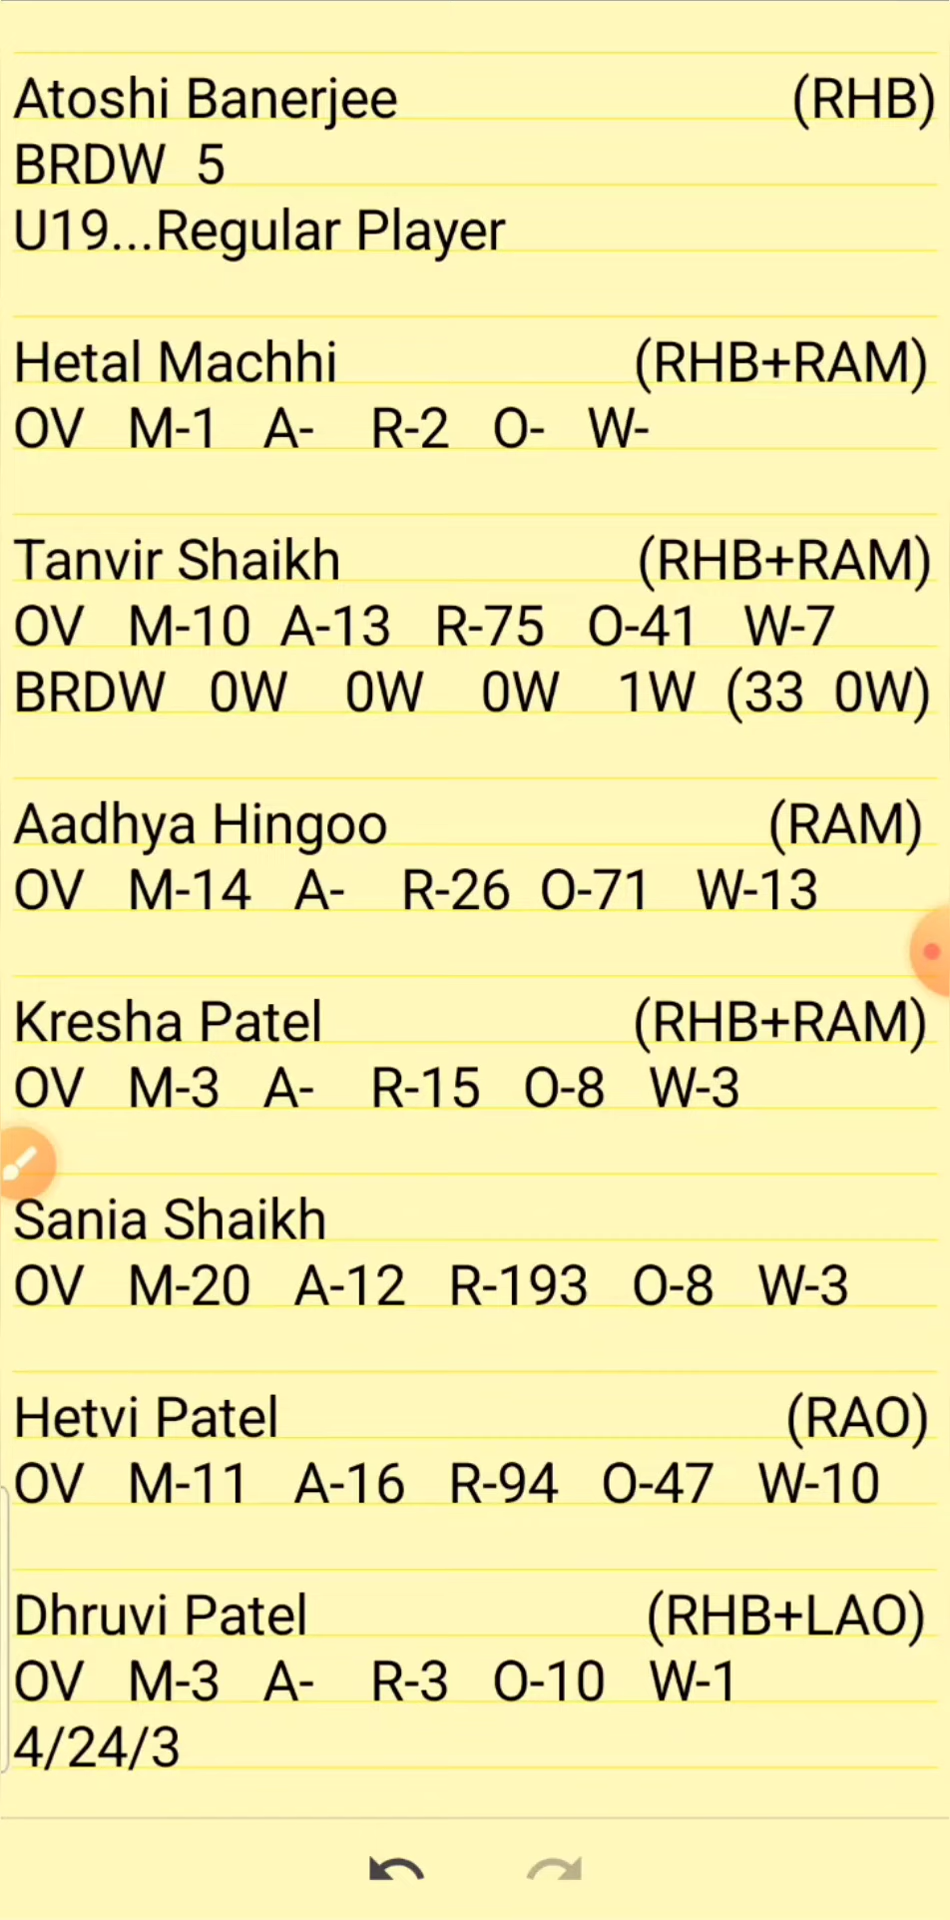 Atoshi Banerjee (RHB)
BRDW 5
U19...Regular Player
Hetal Machhi (RHB+RAM)
OV M-1 A- R-2 O- W-
Tanvir Shaikh (RHB+RAM)
OV M-10 A-13 R-75 O-41 W-7
BRDW 0W 0W 0W 1W (33 0W)
Aadhya Hingoo (RAM)
OV M-14 A- R-26 O-71 W-13
Kresha Patel (RHB+RAM)
OV M-3 A- R-15 O-8 W-3
Sania Shaikh
OV M-20 A-12 R-193 O-8 W-3
Hetvi Patel (RAO)
OV M-11 A-16 R-94 O-47 W-10
Dhruvi Patel (RHB+LAO)
OV M-3 A- R-3 O-10 W-1
4/24/3